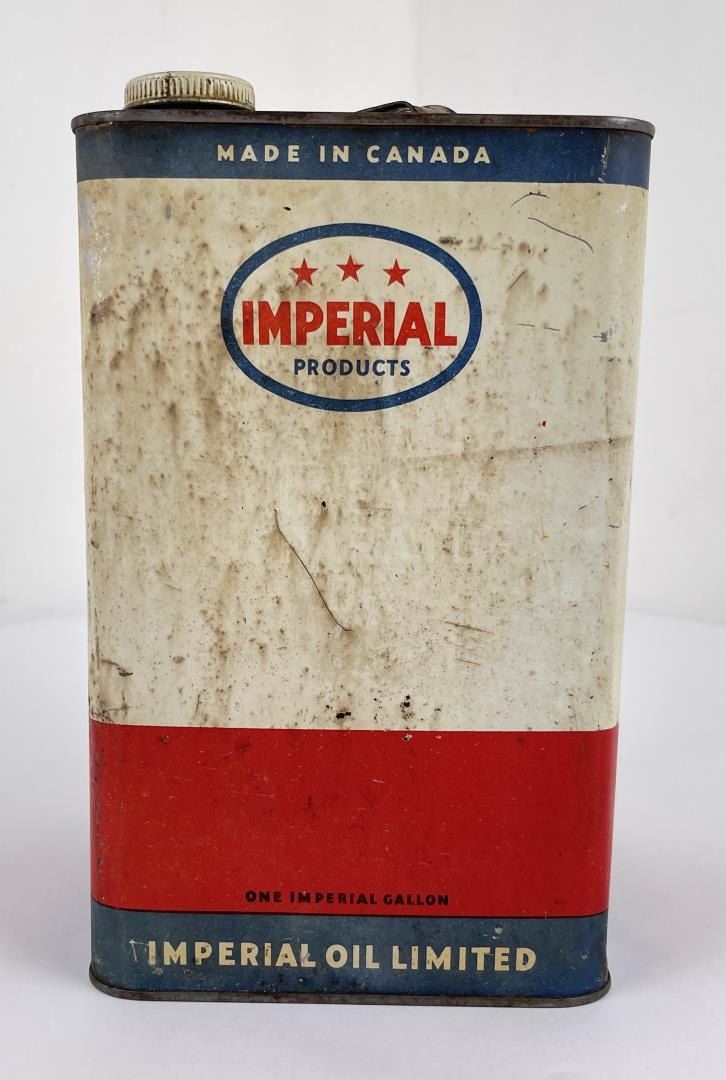 MADE IN CANADA
IMPERIAL
PRODUCTS
ONE IMPERIAL GALLON
IMPERIAL OIL LIMITED